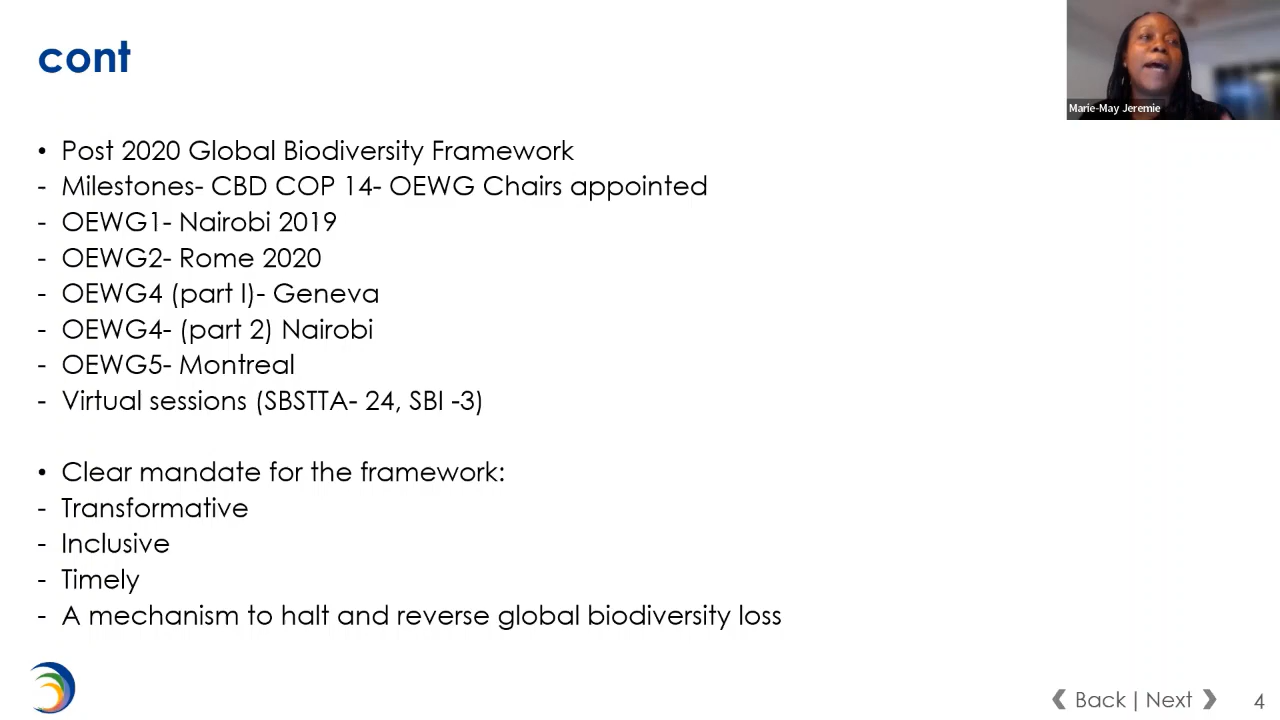 cont
Marie-May Jeremie
• Post 2020 Global Biodiversity Framework
- Milestones- CBD COP 14- OEWG Chairs appointed
- OEWG1- Nairobi 2019
- OEWG2- Rome 2020
- OEWG4 (part I)- Geneva
- OEWG4- (part 2) Nairobi
- OEWG5- Montreal
- Virtual sessions (SBSTTA- 24, SBI -3)
• Clear mandate for the framework:
- Transformative
- Inclusive
- Timely
- A mechanism to halt and reverse global biodiversity loss
❮ Back | Next ❯ 4